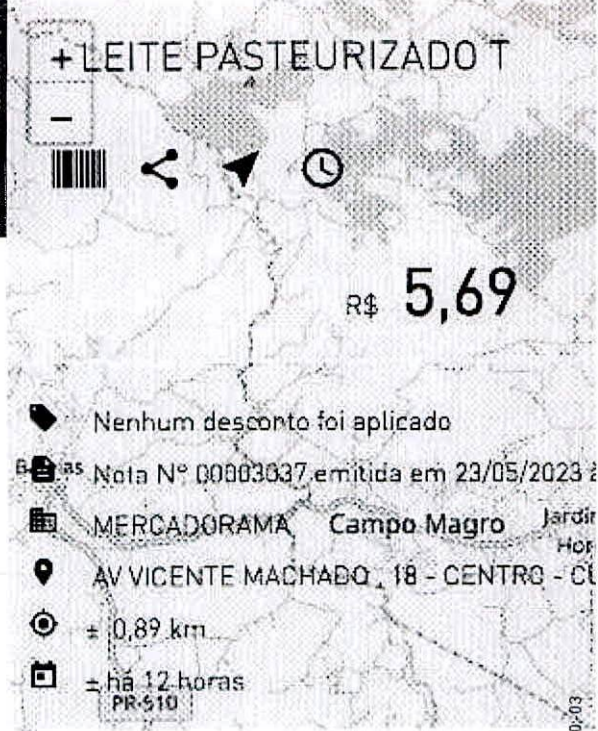 + LEITE PASTEURIZADO T
−
R$ 5,69
Nenhum desconto foi aplicado
Nota Nº 00003037 emitida em 23/05/2023
MERCADORAMA Campo Magro
AV VICENTE MACHADO , 18 - CENTRO - CU
± 0,89 km
± há 12 horas
PR-510